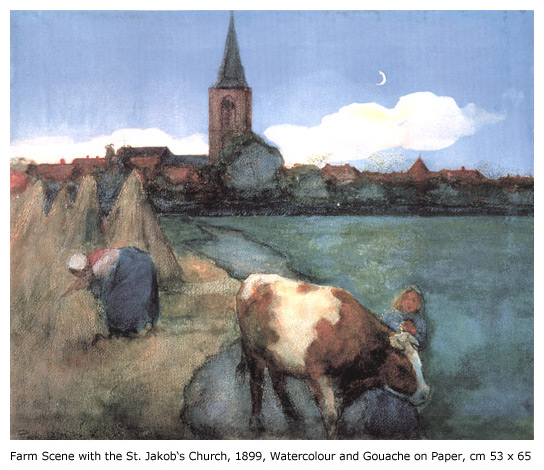 Farm Scene with the St. Jakob‘s Church, 1899, Watercolour and Gouache on Paper, cm 53 x 65